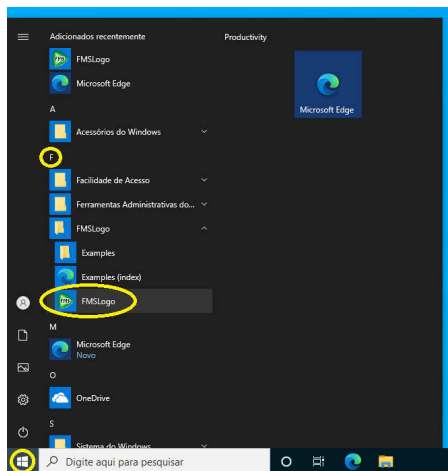 Adicionados recentemente
Productivity
FMSLogo
Microsoft Edge
Microsoft Edge
A
Acessórios do Windows
F
Facilidade de Acesso
Ferramentas Administrativas do...
FMSLogo
Examples
Examples (index)
FMS FMSLogo
M
Microsoft Edge
Novo
O
OneDrive
S
Sistema do Windows
Digite aqui para pesquisar